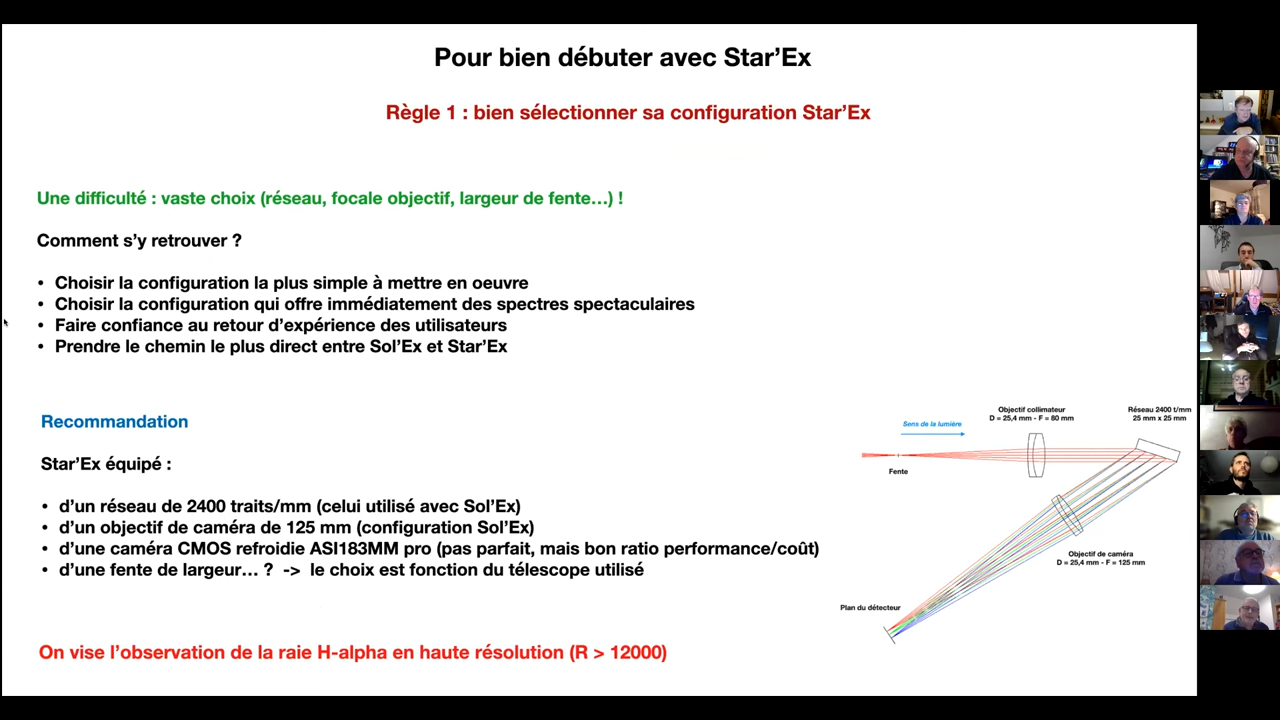 Pour bien débuter avec Star’Ex
Règle 1 : bien sélectionner sa configuration Star’Ex
Une difficulté : vaste choix (réseau, focale objectif, largeur de fente…) !
Comment s’y retrouver ?
• Choisir la configuration la plus simple à mettre en oeuvre
• Choisir la configuration qui offre immédiatement des spectres spectaculaires
• Faire confiance au retour d’expérience des utilisateurs
• Prendre le chemin le plus direct entre Sol’Ex et Star’Ex
Recommandation
Star’Ex équipé :
• d’un réseau de 2400 traits/mm (celui utilisé avec Sol’Ex)
• d’un objectif de caméra de 125 mm (configuration Sol’Ex)
• d’une caméra CMOS refroidie ASI183MM pro (pas parfait, mais bon ratio performance/coût)
• d’une fente de largeur… ? -> le choix est fonction du télescope utilisé
On vise l’observation de la raie H-alpha en haute résolution (R > 12000)
Sens de la lumière
Fente
Objectif collimateur
D = 25,4 mm - F = 80 mm
Réseau 2400 t/mm
25 mm x 25 mm
Objectif de caméra
D = 25,4 mm - F = 125 mm
Plan du détecteur